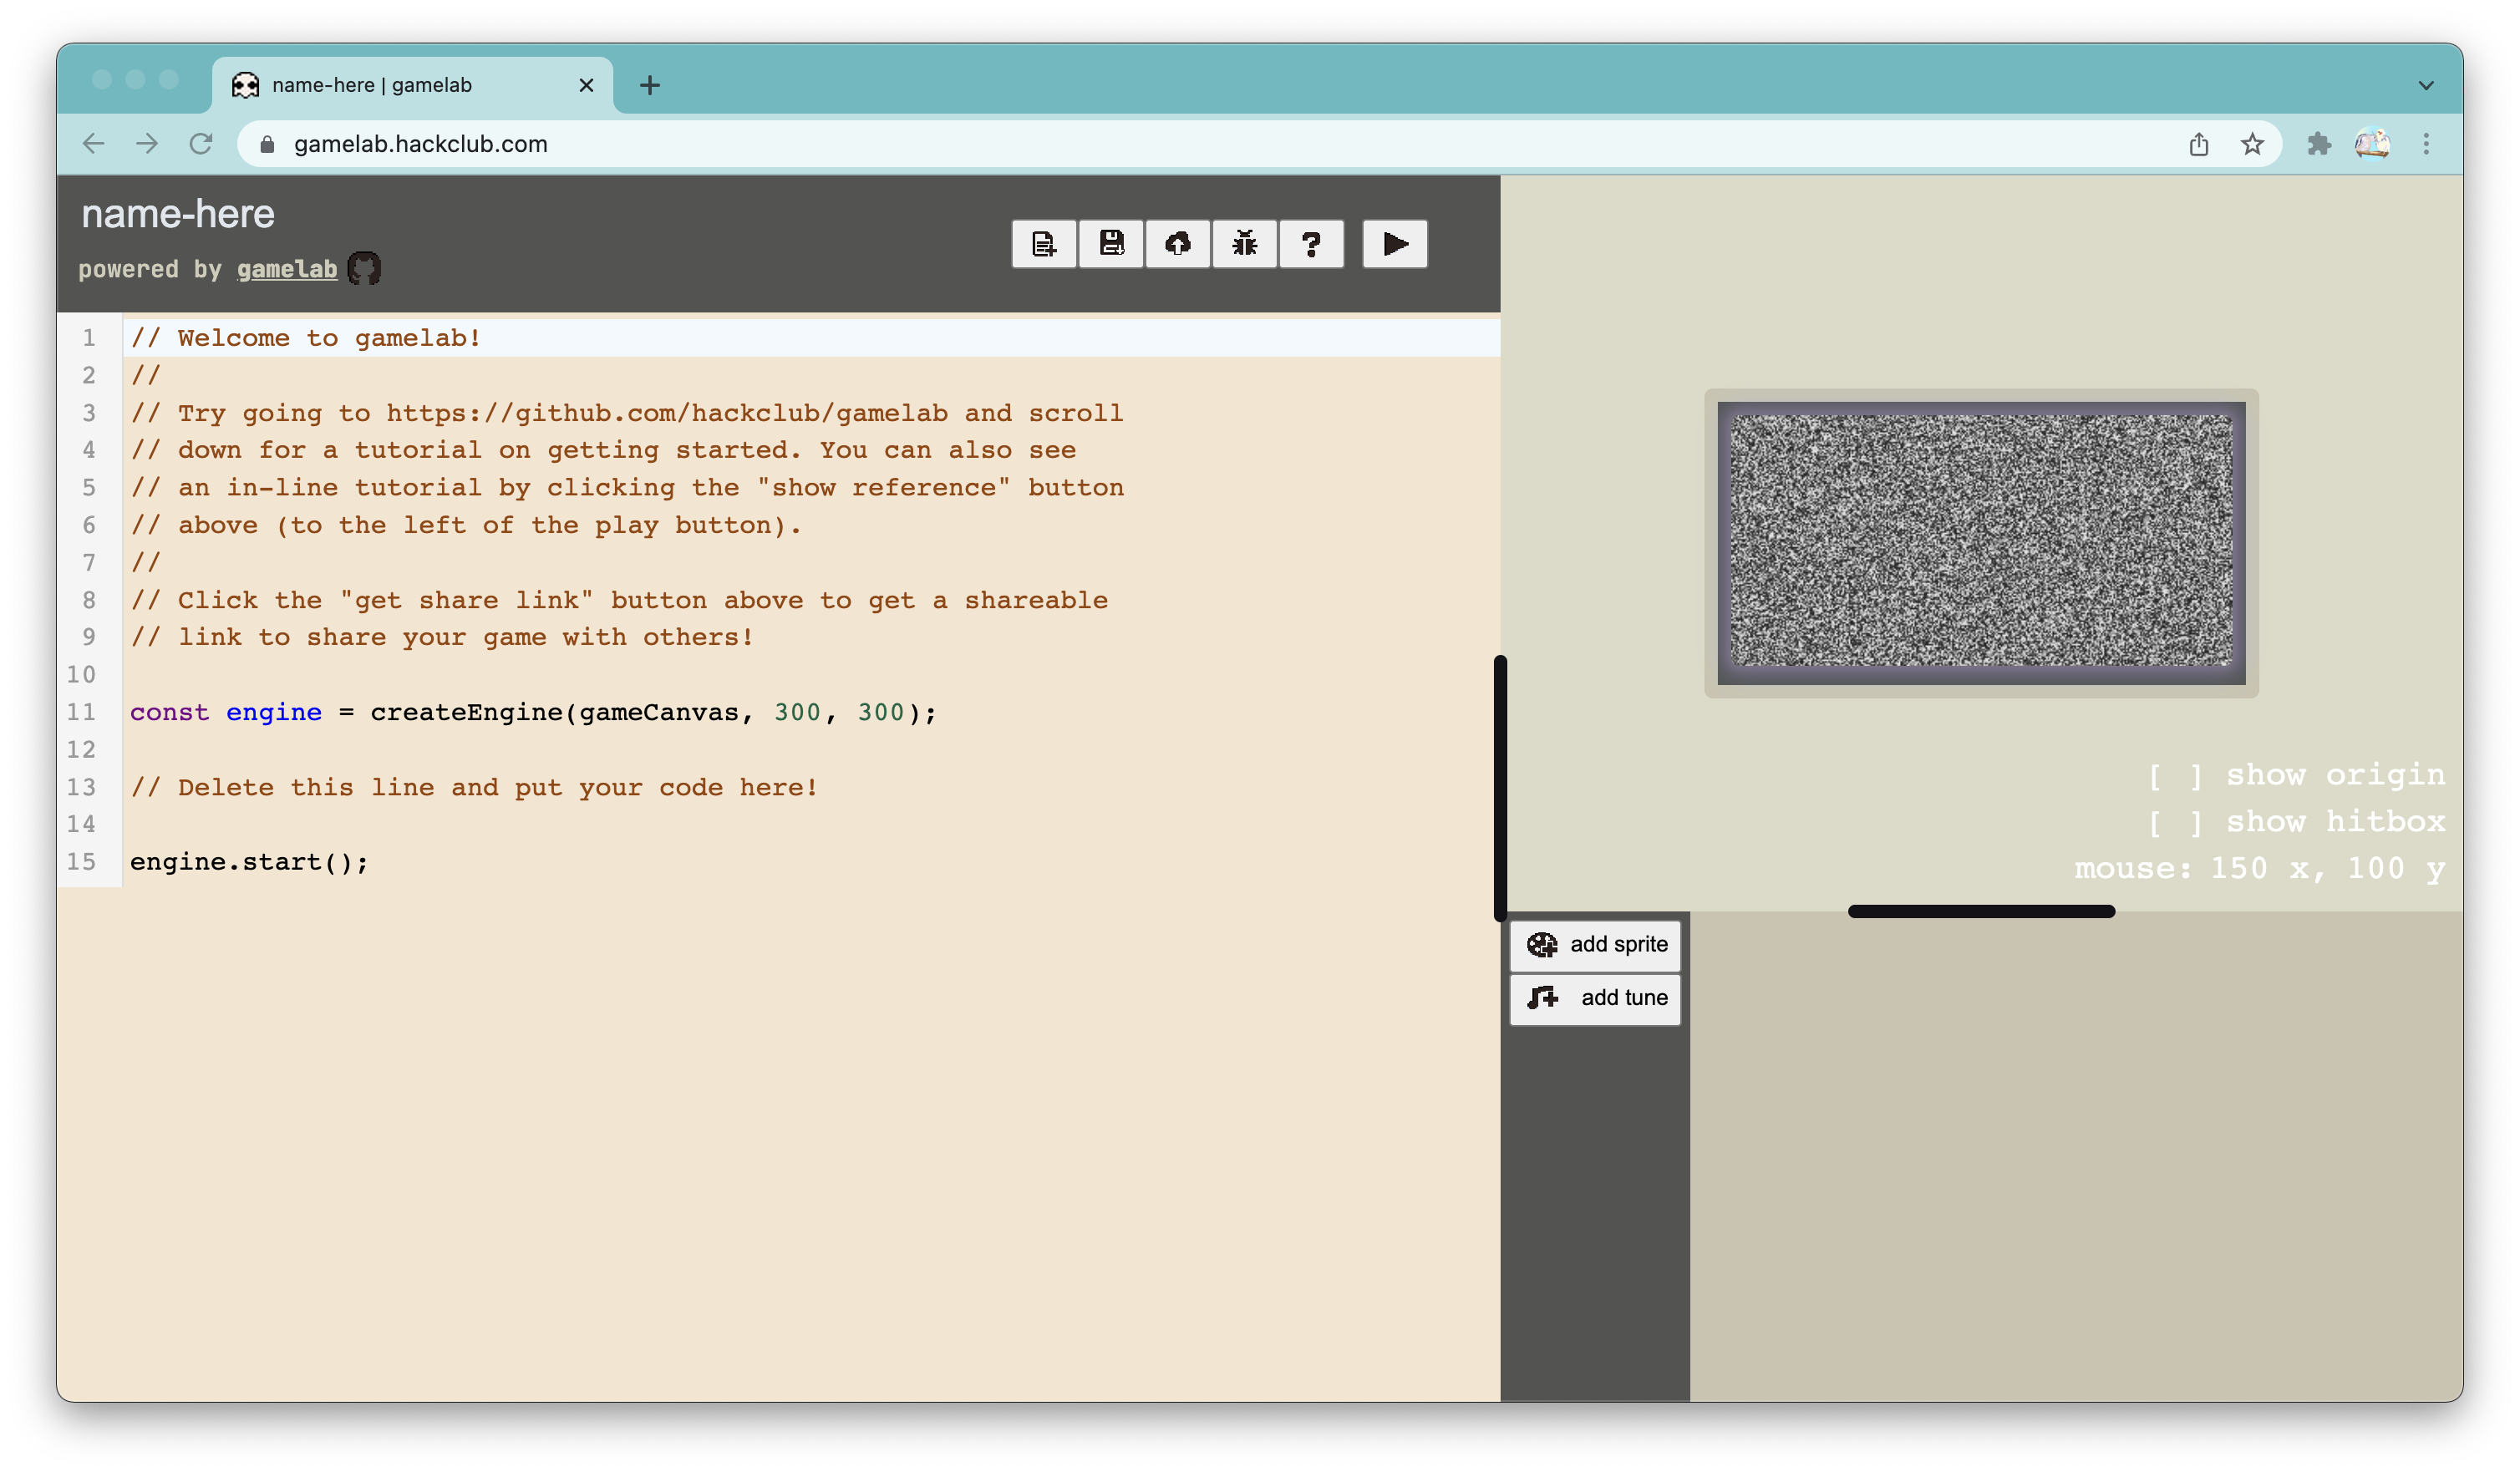 name-here | gamelab
gamelab.hackclub.com
name-here
powered by gamelab
1 // Welcome to gamelab!
2 //
3 // Try going to https://github.com/hackclub/gamelab and scroll
4 // down for a tutorial on getting started. You can also see
5 // an in-line tutorial by clicking the "show reference" button
6 // above (to the left of the play button).
7 //
8 // Click the "get share link" button above to get a shareable
9 // link to share your game with others!
10
11 const engine = createEngine(gameCanvas, 300, 300);
12
13 // Delete this line and put your code here!
14
15 engine.start();
[ ] show origin
[ ] show hitbox
mouse: 150 x, 100 y
add sprite
add tune